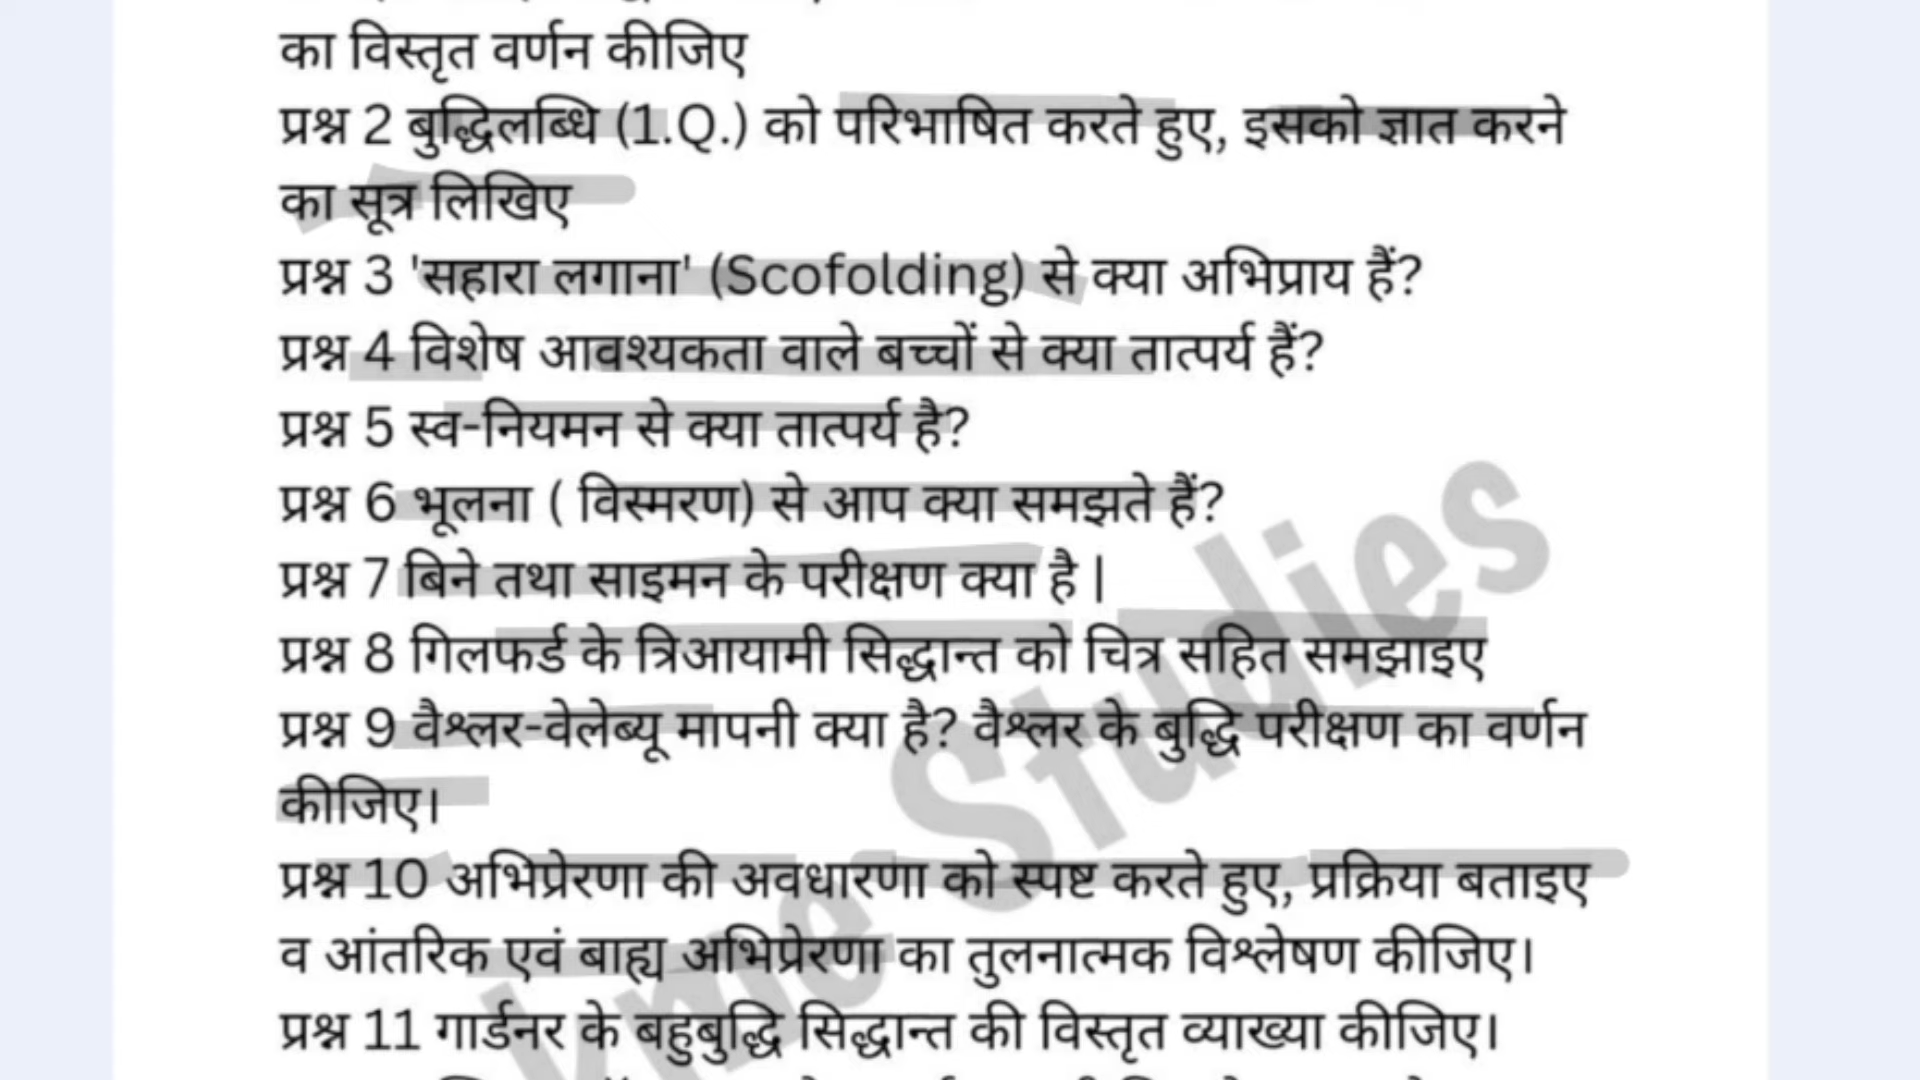 का विस्तृत वर्णन कीजिए
प्रश्न 2 बुद्धिलब्धि (1.Q.) को परिभाषित करते हुए, इसको ज्ञात करने
का सूत्र लिखिए
प्रश्न 3 'सहारा लगाना' (Scofolding) से क्या अभिप्राय हैं?
प्रश्न 4 विशेष आवश्यकता वाले बच्चों से क्या तात्पर्य हैं?
प्रश्न 5 स्व-नियमन से क्या तात्पर्य है?
प्रश्न 6 भूलना ( विस्मरण) से आप क्या समझते हैं?
प्रश्न 7 बिने तथा साइमन के परीक्षण क्या है |
प्रश्न 8 गिलफर्ड के त्रिआयामी सिद्धान्त को चित्र सहित समझाइए
प्रश्न 9 वैश्लर-वेलेब्यू मापनी क्या है? वैश्लर के बुद्धि परीक्षण का वर्णन
कीजिए।
प्रश्न 10 अभिप्रेरणा की अवधारणा को स्पष्ट करते हुए, प्रक्रिया बताइए
व आंतरिक एवं बाह्य अभिप्रेरणा का तुलनात्मक विश्लेषण कीजिए।
प्रश्न 11 गार्डनर के बहुबुद्धि सिद्धान्त की विस्तृत व्याख्या कीजिए।
Studies